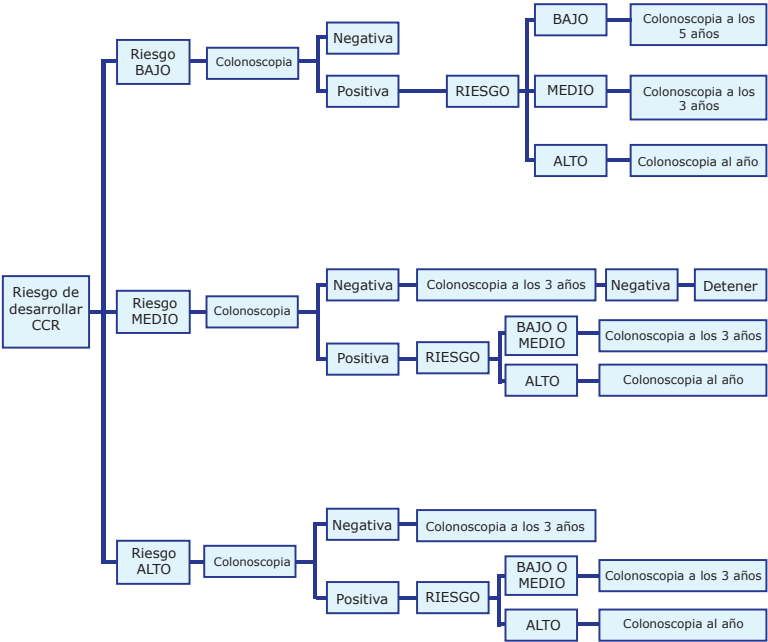 Riesgo de
desarrollar
CCR
Riesgo
BAJO
Colonoscopia
Negativa
Positiva
RIESGO
BAJO
Colonoscopia a los
5 años
MEDIO
Colonoscopia a los
3 años
ALTO
Colonoscopia al año
Riesgo
MEDIO
Colonoscopia
Negativa
Colonoscopia a los 3 años
Negativa
Detener
Positiva
RIESGO
BAJO O
MEDIO
Colonoscopia a los 3 años
ALTO
Colonoscopia al año
Riesgo
ALTO
Colonoscopia
Negativa
Colonoscopia a los 3 años
Positiva
RIESGO
BAJO O
MEDIO
Colonoscopia a los 3 años
ALTO
Colonoscopia al año